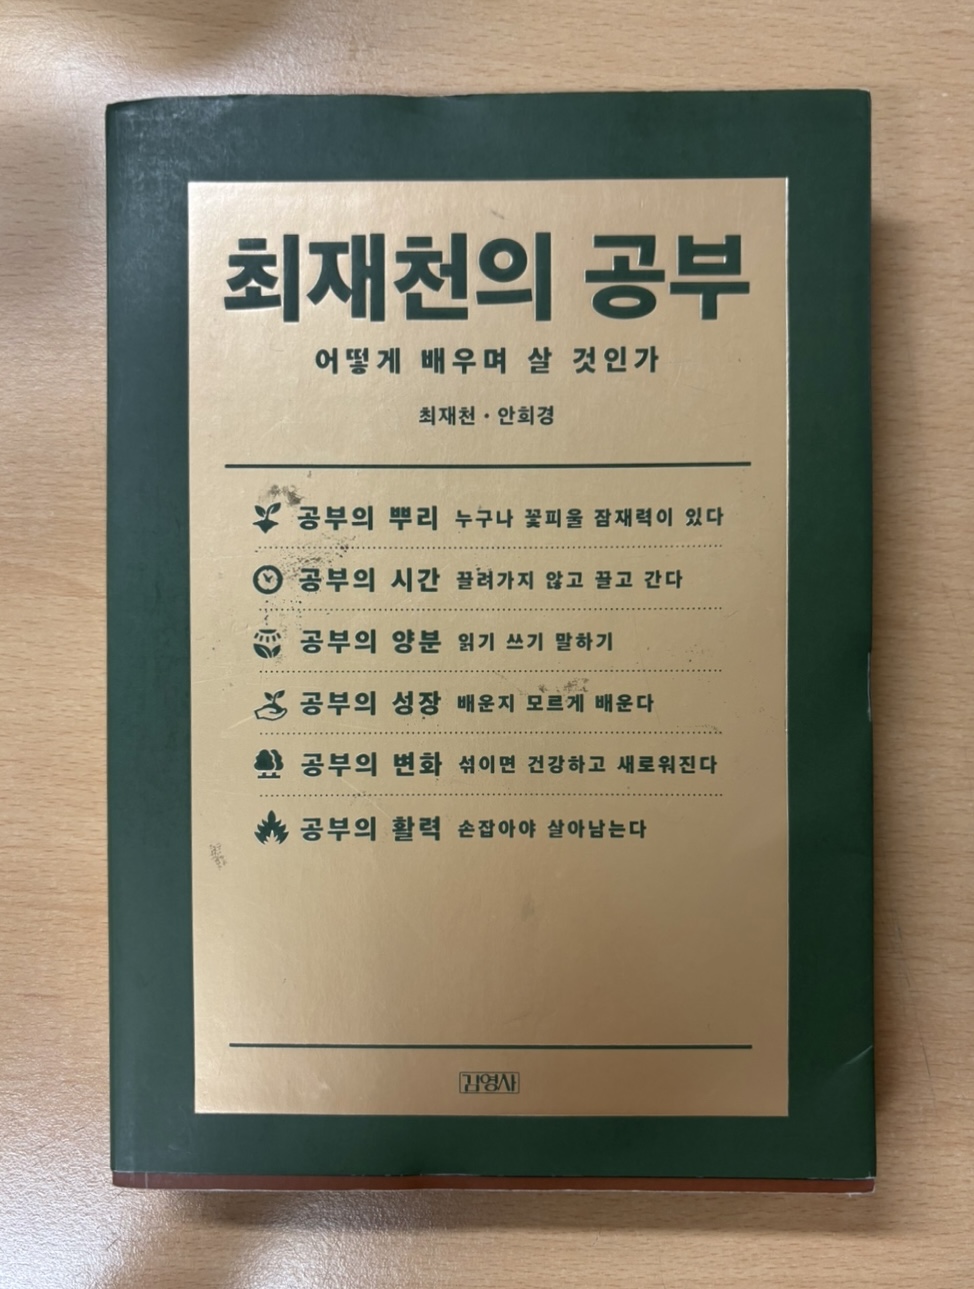 최재천의 공부
어떻게 배우며 살 것인가
최재천 · 안희경
공부의 뿌리 누구나 꽃피울 잠재력이 있다
공부의 시간 끌려가지 않고 끌고 간다
공부의 양분 읽기 쓰기 말하기
공부의 성장 배운지 모르게 배운다
공부의 변화 섞이면 건강하고 새로워진다
공부의 활력 손잡아야 살아남는다
김영사